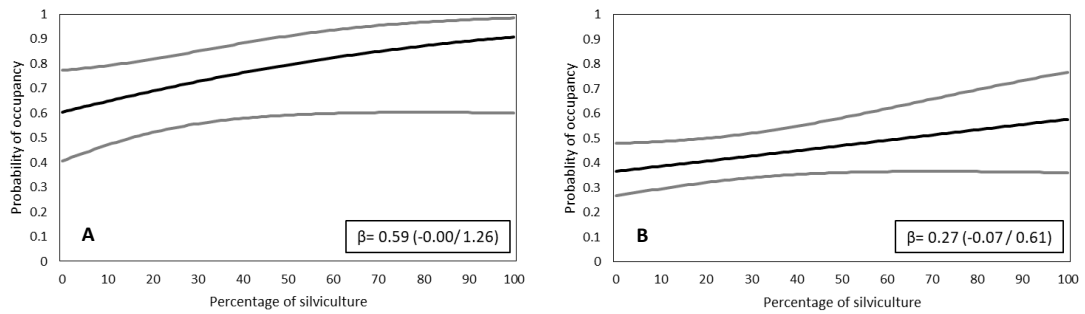 1
0.9
0.8
0.7
0.6
0.5
0.4
0.3
0.2
0.1
0
Probability of occupancy
A
β= 0.59 (-0.00/ 1.26)
0 10 20 30 40 50 60 70 80 90 100
Percentage of silviculture
1
0.9
0.8
0.7
0.6
0.5
0.4
0.3
0.2
0.1
0
Probablity of occupancy
B
β= 0.27 (-0.07/ 0.61)
0 10 20 30 40 50 60 70 80 90 100
Percentage of silviculture